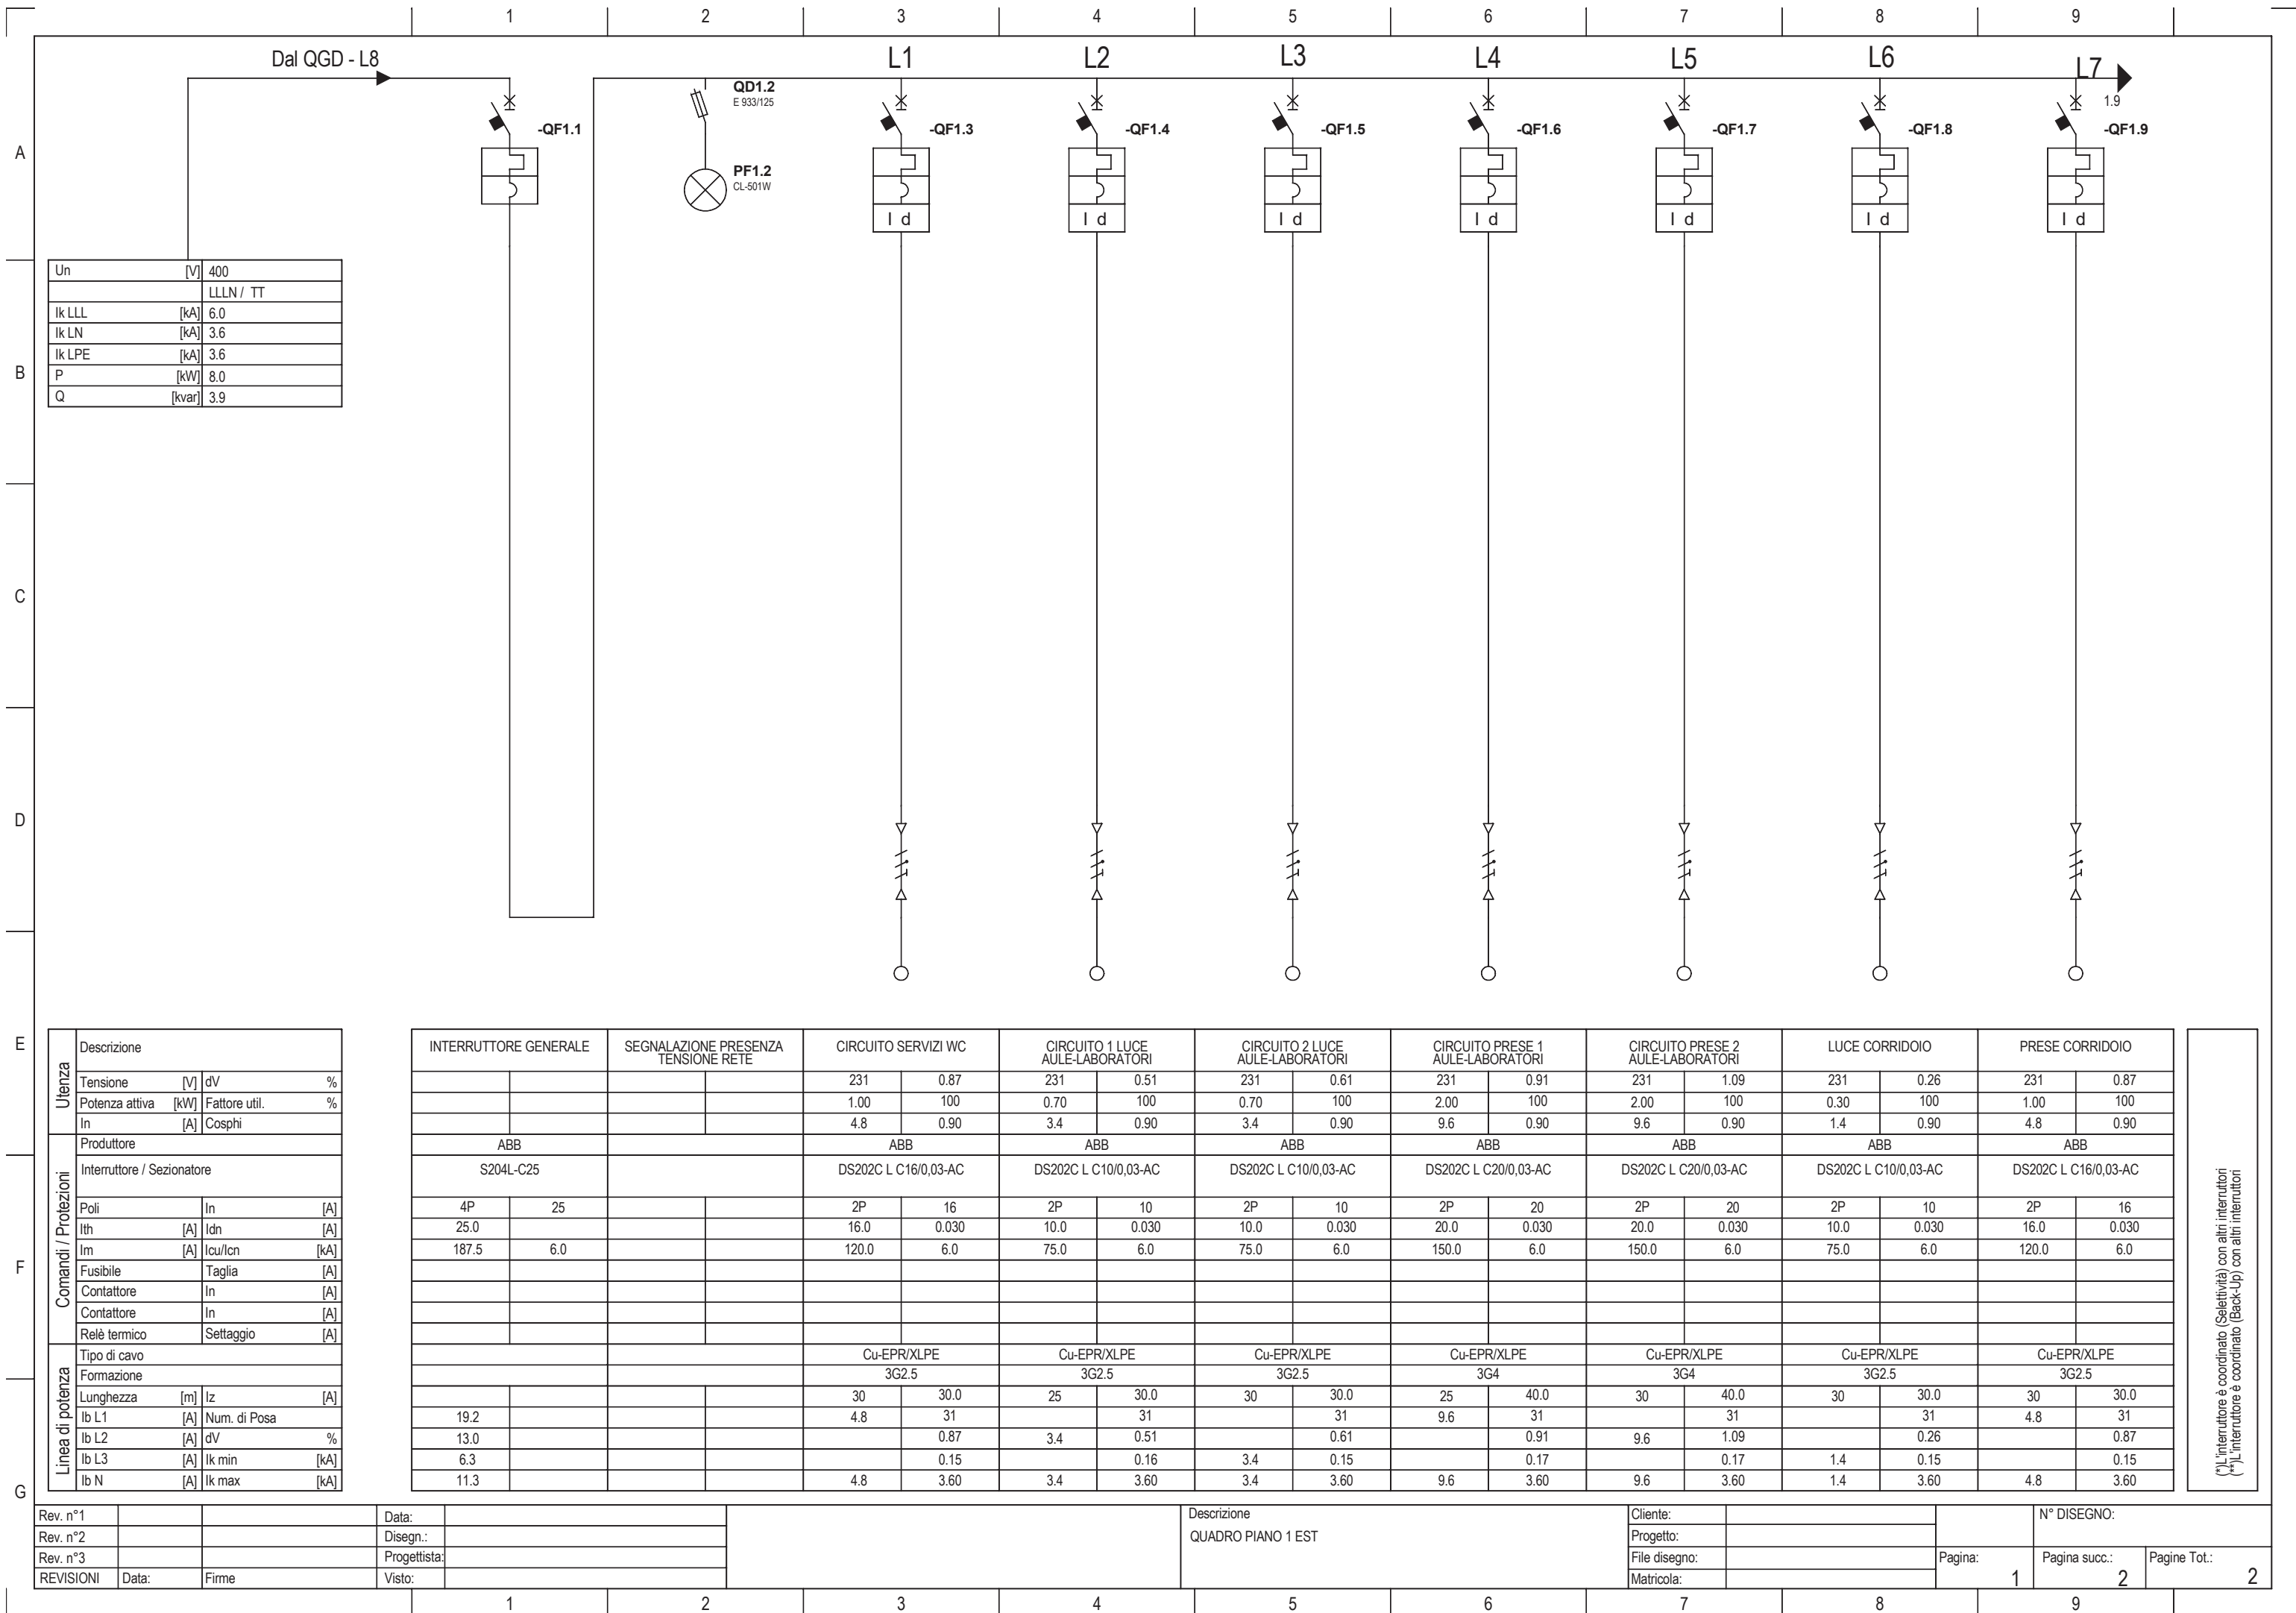 1 2 3 4 5 6 7 8 9
Dal QGD - L8
L1 L2 L3 L4 L5 L6 L7
1.9
QD1.2
E 933/125
-QF1.1 -QF1.3 -QF1.4 -QF1.5 -QF1.6 -QF1.7 -QF1.8 -QF1.9
A
PF1.2
CL-501W
I d I d I d I d I d I d I d
Un [V] 400
LLLN / TT
Ik LLL [kA] 6.0
Ik LN [kA] 3.6
Ik LPE [kA] 3.6
B
P [kW] 8.0
Q [kvar] 3.9
C
D
E
Utenza
Descrizione INTERRUTTORE GENERALE SEGNALAZIONE PRESENZA TENSIONE RETE CIRCUITO SERVIZI WC CIRCUITO 1 LUCE AULE-LABORATORI CIRCUITO 2 LUCE AULE-LABORATORI CIRCUITO PRESE 1 AULE-LABORATORI CIRCUITO PRESE 2 AULE-LABORATORI LUCE CORRIDOIO PRESE CORRIDOIO
Tensione [V] dV % 231 0.87 231 0.51 231 0.61 231 0.91 231 1.09 231 0.26 231 0.87
Potenza attiva [kW] Fattore util. % 1.00 100 0.70 100 0.70 100 2.00 100 2.00 100 0.30 100 1.00 100
In [A] Cosphi 4.8 0.90 3.4 0.90 3.4 0.90 9.6 0.90 9.6 0.90 1.4 0.90 4.8 0.90
Comandi / Protezioni
Produttore ABB ABB ABB ABB ABB ABB ABB ABB
Interruttore / Sezionatore S204L-C25 DS202C L C16/0,03-AC DS202C L C10/0,03-AC DS202C L C10/0,03-AC DS202C L C20/0,03-AC DS202C L C20/0,03-AC DS202C L C10/0,03-AC DS202C L C16/0,03-AC
Poli In [A] 4P 25 2P 16 2P 10 2P 10 2P 20 2P 20 2P 10 2P 16
Ith [A] Idn [A] 25.0 16.0 0.030 10.0 0.030 10.0 0.030 20.0 0.030 20.0 0.030 10.0 0.030 16.0 0.030
Im [A] Icu/Icn [kA] 187.5 6.0 120.0 6.0 75.0 6.0 75.0 6.0 150.0 6.0 150.0 6.0 75.0 6.0 120.0 6.0
F
Fusibile Taglia [A]
Contattore In [A]
Contattore In [A]
Relè termico Settaggio [A]
Linea di potenza
Tipo di cavo Cu-EPR/XLPE Cu-EPR/XLPE Cu-EPR/XLPE Cu-EPR/XLPE Cu-EPR/XLPE Cu-EPR/XLPE Cu-EPR/XLPE
Formazione 3G2.5 3G2.5 3G2.5 3G4 3G4 3G2.5 3G2.5
Lunghezza [m] Iz [A] 30 30.0 25 30.0 30 30.0 25 40.0 30 40.0 30 30.0 30 30.0
Ib L1 [A] Num. di Posa 19.2 4.8 31 31 31 9.6 31 31 31 4.8 31
Ib L2 [A] dV % 13.0 0.87 3.4 0.51 0.61 0.91 9.6 1.09 0.26 0.87
Ib L3 [A] Ik min [kA] 6.3 0.15 0.16 3.4 0.15 0.17 0.17 1.4 0.15 0.15
Ib N [A] Ik max [kA] 11.3 4.8 3.60 3.4 3.60 3.4 3.60 9.6 3.60 9.6 3.60 1.4 3.60 4.8 3.60
G
(*)L'interruttore è coordinato (Selettività) con altri interruttori
(**)L'interruttore è coordinato (Back-Up) con altri interruttori
Rev. n°1 Data: Descrizione Cliente: N° DISEGNO:
Rev. n°2 Disegn.: QUADRO PIANO 1 EST Progetto:
Rev. n°3 Progettista: File disegno: Pagina: Pagina succ.: Pagine Tot.:
REVISIONI Data: Firme Visto: Matricola: 1 2 2
1 2 3 4 5 6 7 8 9